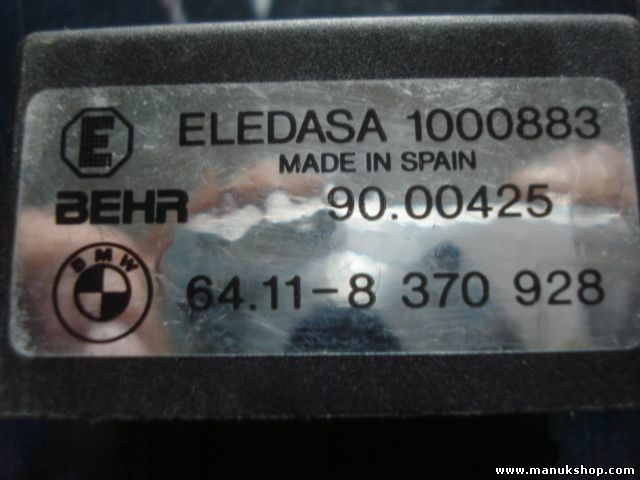 E ELEDASA 1000883
MADE IN SPAIN
BEHR 90.00425
BMW 64.11-8 370 928
www.manukshop.com